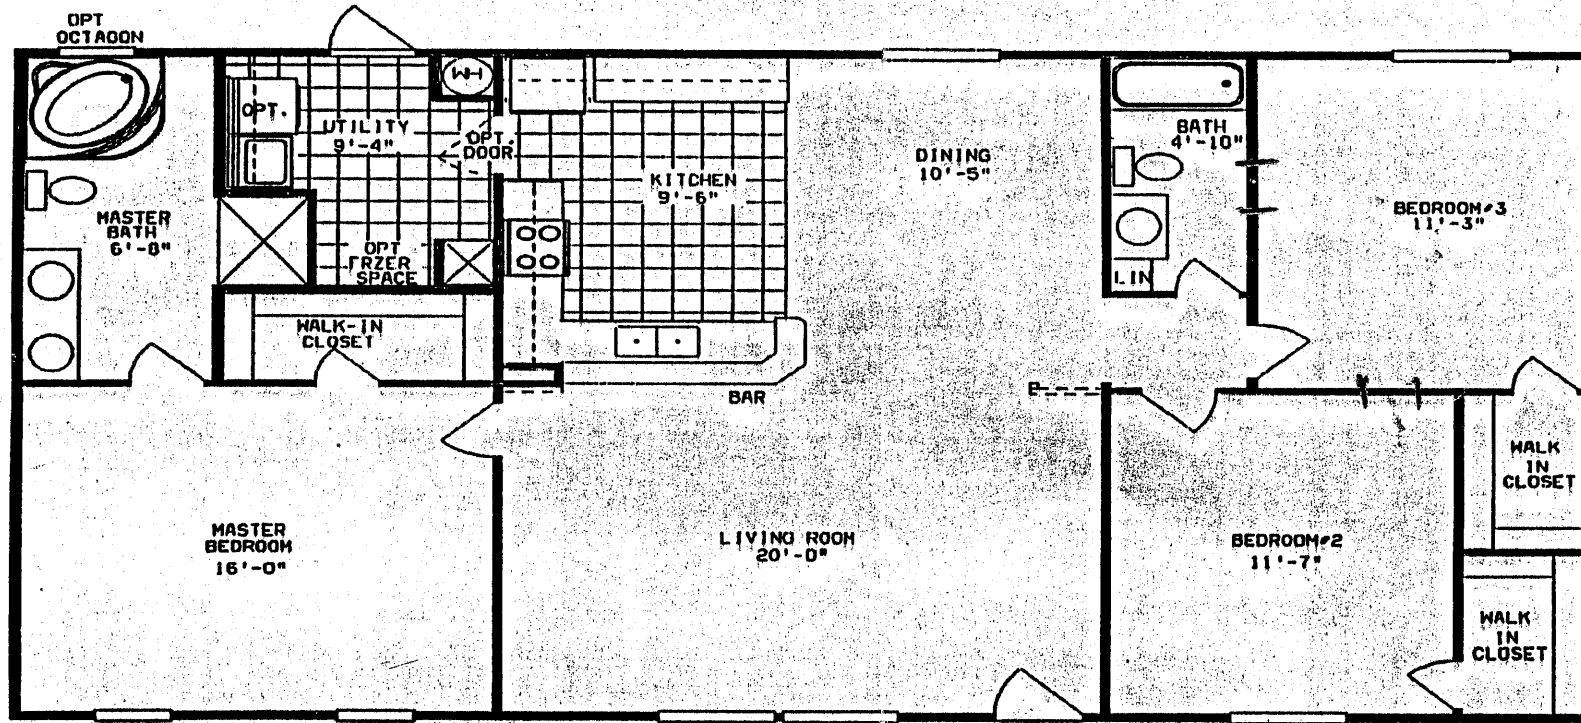 OPT
OCTAGON
WH
OPT.
UTILITY
9'-4"
OPT.
DOOR
KITCHEN
9'-6"
DINING
10'-5"
BATH
4'-10"
BEDROOM#3
11'-3"
MASTER
BATH
6'-8"
OPT
FRZER
SPACE
LIN
WALK-IN
CLOSET
BAR
WALK
IN
CLOSET
MASTER
BEDROOM
16'-0"
LIVING ROOM
20'-0"
BEDROOM#2
11'-7"
WALK
IN
CLOSET